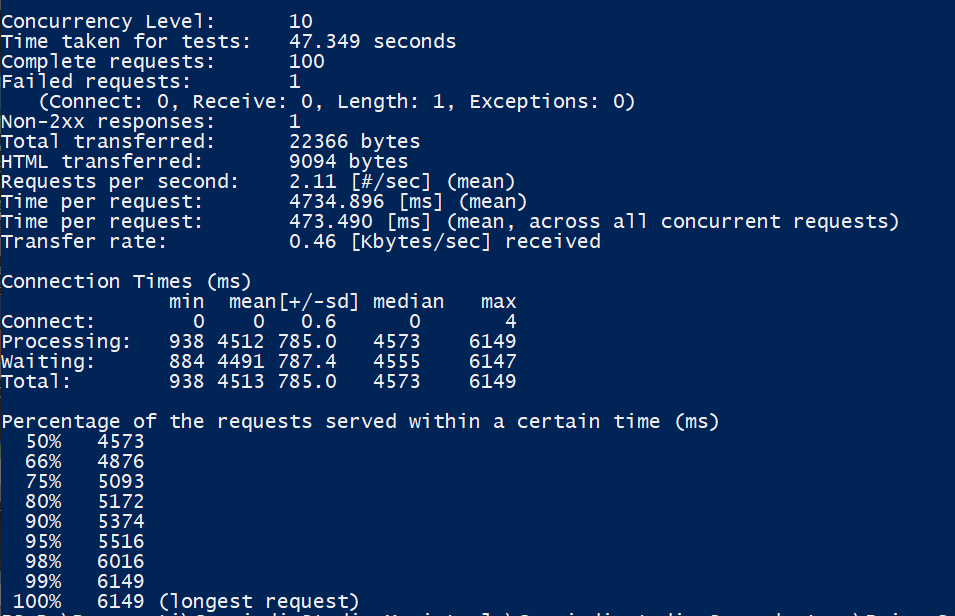 Concurrency Level:      10
Time taken for tests:   47.349 seconds
Complete requests:      100
Failed requests:        1
   (Connect: 0, Receive: 0, Length: 1, Exceptions: 0)
Non-2xx responses:      1
Total transferred:      22366 bytes
HTML transferred:       9094 bytes
Requests per second:    2.11 [#/sec] (mean)
Time per request:       4734.896 [ms] (mean)
Time per request:       473.490 [ms] (mean, across all concurrent requests)
Transfer rate:          0.46 [Kbytes/sec] received

Connection Times (ms)
              min  mean[+/-sd] median   max
Connect:        0    0   0.6      0       4
Processing:   938 4512 785.0   4573    6149
Waiting:      884 4491 787.4   4555    6147
Total:        938 4513 785.0   4573    6149

Percentage of the requests served within a certain time (ms)
  50%   4573
  66%   4876
  75%   5093
  80%   5172
  90%   5374
  95%   5516
  98%   6016
  99%   6149
 100%   6149 (longest request)